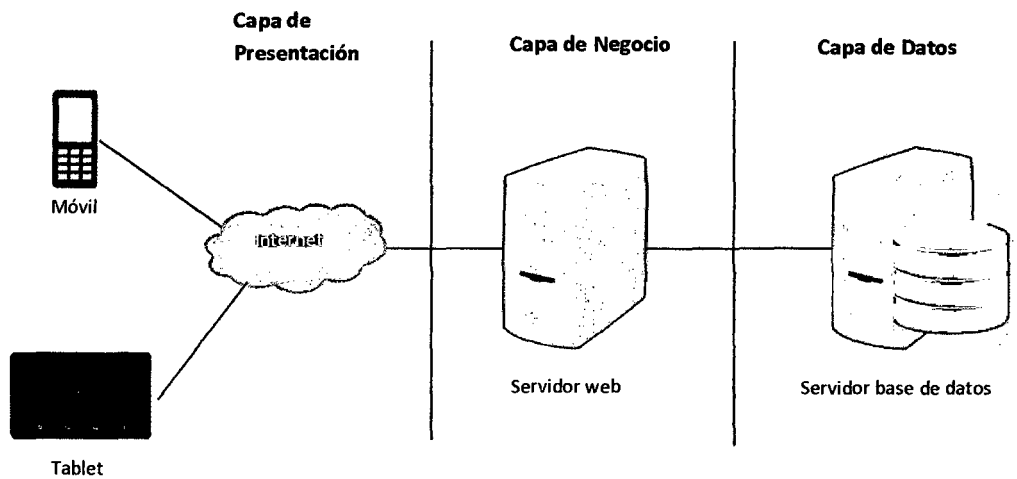 Capa de
Presentación
Capa de Negocio
Capa de Datos
Móvil
Internet
Servidor web
Servidor base de datos
Tablet